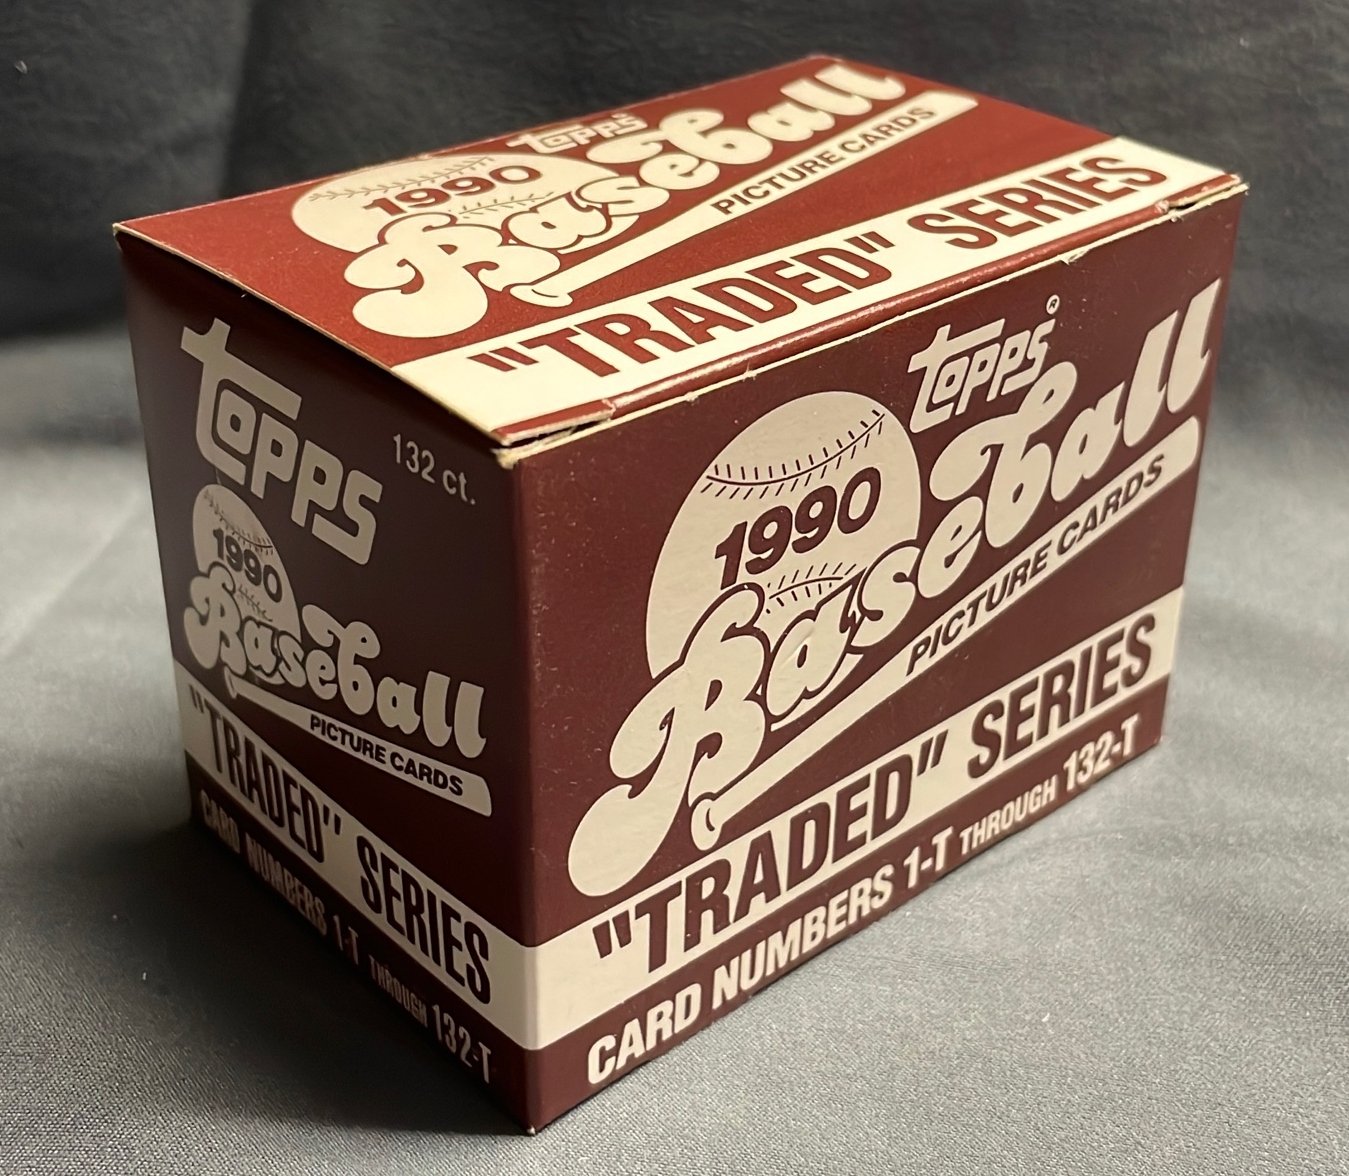 TOPPS
1990
Baseball
PICTURE CARDS
"TRADED" SERIES
TOPPS
132 ct.
1990
Baseball
PICTURE CARDS
"TRADED" SERIES
CARD NUMBERS 1-T THROUGH 132-T
TOPPS®
1990
Baseball
PICTURE CARDS
"TRADED" SERIES
CARD NUMBERS 1-T THROUGH 132-T